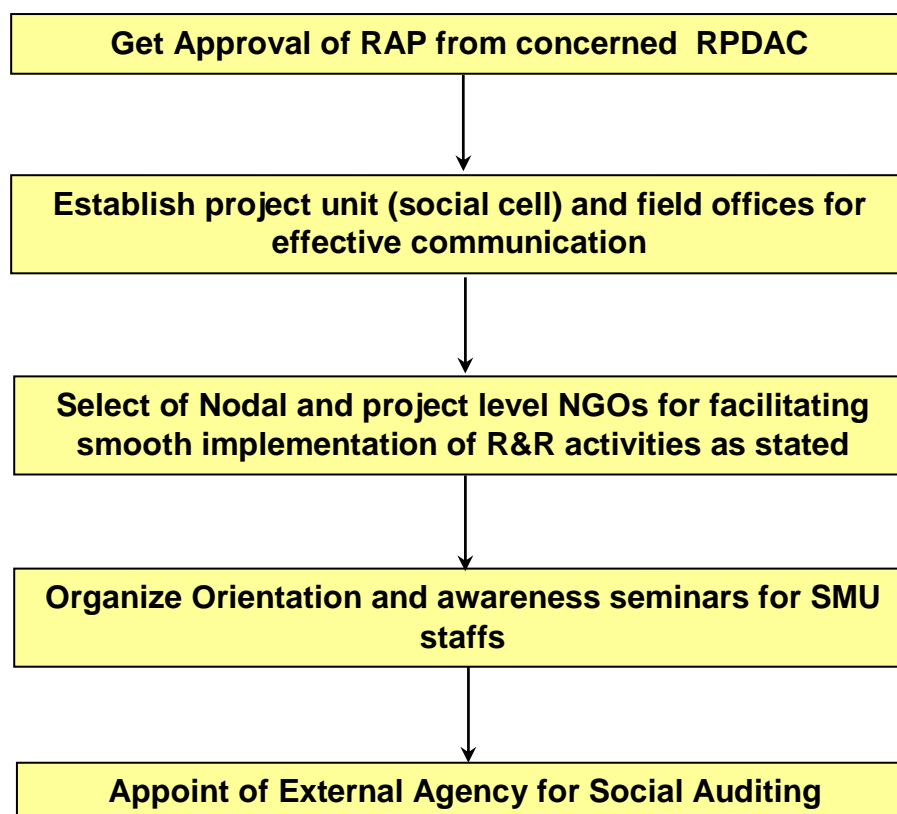 Get Approval of RAP from concerned RPDAC
Establish project unit (social cell) and field offices for
effective communication
Select of Nodal and project level NGOs for facilitating
smooth implementation of R&R activities as stated
Organize Orientation and awareness seminars for SMU
staffs
Appoint of External Agency for Social Auditing